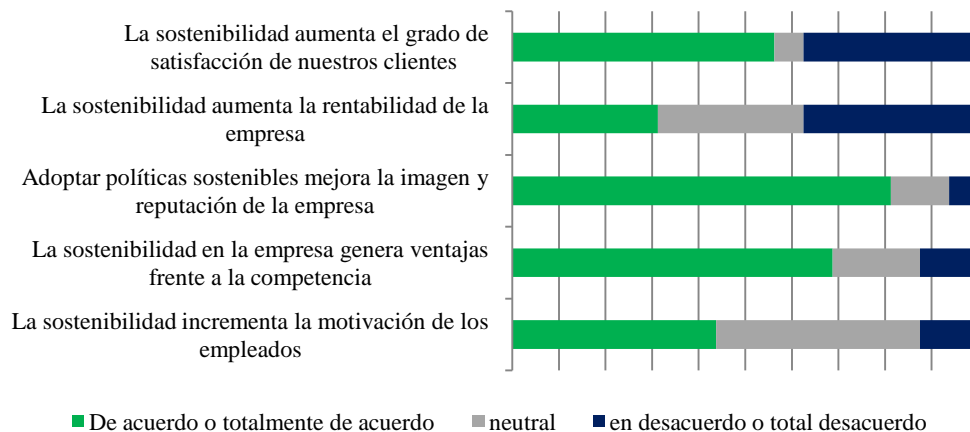 La sostenibilidad aumenta el grado de
satisfacción de nuestros clientes
La sostenibilidad aumenta la rentabilidad de la
empresa
Adoptar políticas sostenibles mejora la imagen y
reputación de la empresa
La sostenibilidad en la empresa genera ventajas
frente a la competencia
La sostenibilidad incrementa la motivación de los
empleados
De acuerdo o totalmente de acuerdo neutral en desacuerdo o total desacuerdo